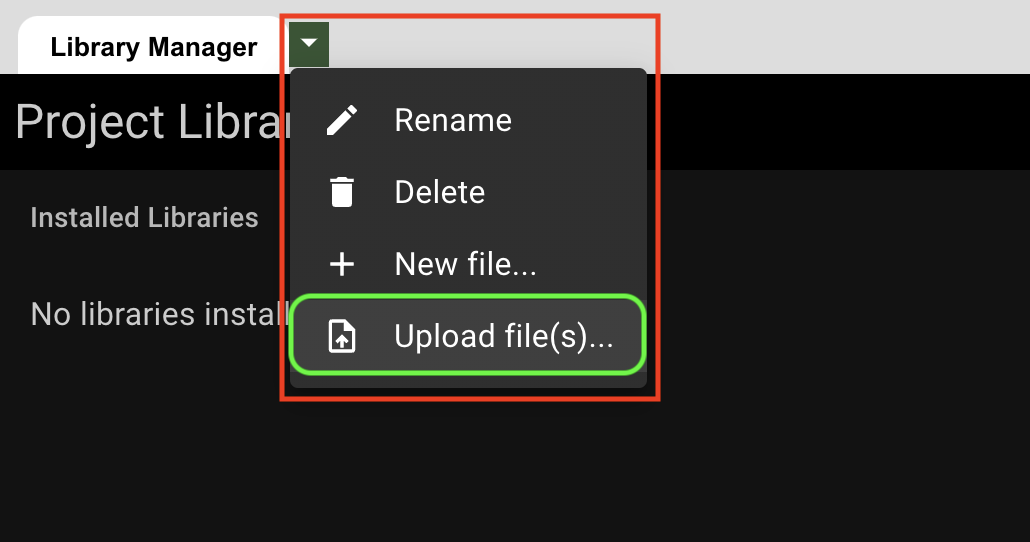 Library Manager
Project Librar
Rename
Delete
Installed Libraries
New file...
No libraries install
Upload file(s)...